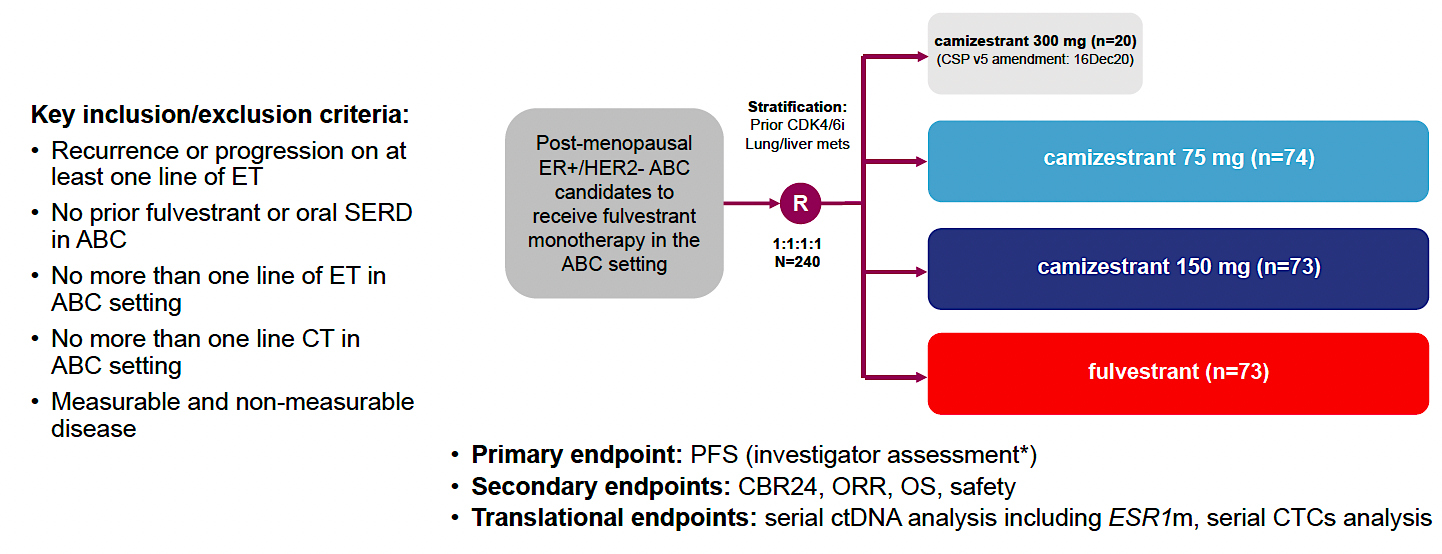 Key inclusion/exclusion criteria:
• Recurrence or progression on at
least one line of ET
• No prior fulvestrant or oral SERD
in ABC
• No more than one line of ET in
ABC setting
• No more than one line CT in
ABC setting
• Measurable and non-measurable
disease
Post-menopausal
ER+/HER2- ABC
candidates to
receive fulvestrant
monotherapy in the
ABC setting
Stratification:
Prior CDK4/6i
Lung/liver mets
R
1:1:1:1
N=240
camizestrant 300 mg (n=20)
(CSP v5 amendment: 16Dec20)
camizestrant 75 mg (n=74)
camizestrant 150 mg (n=73)
fulvestrant (n=73)
• Primary endpoint: PFS (investigator assessment*)
• Secondary endpoints: CBR24, ORR, OS, safety
• Translational endpoints: serial ctDNA analysis including ESR1m, serial CTCs analysis